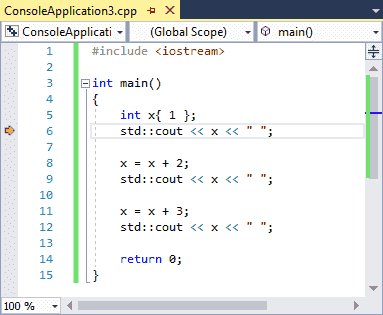 ConsoleApplication3.cpp
ConsoleApplicati (Global Scope) main()
1 #include <iostream>
2
3 int main()
4 {
5 int x{ 1 };
6 std::cout << x << " ";
7
8 x = x + 2;
9 std::cout << x << " ";
10
11 x = x + 3;
12 std::cout << x << " ";
13
14 return 0;
15 }
100 %